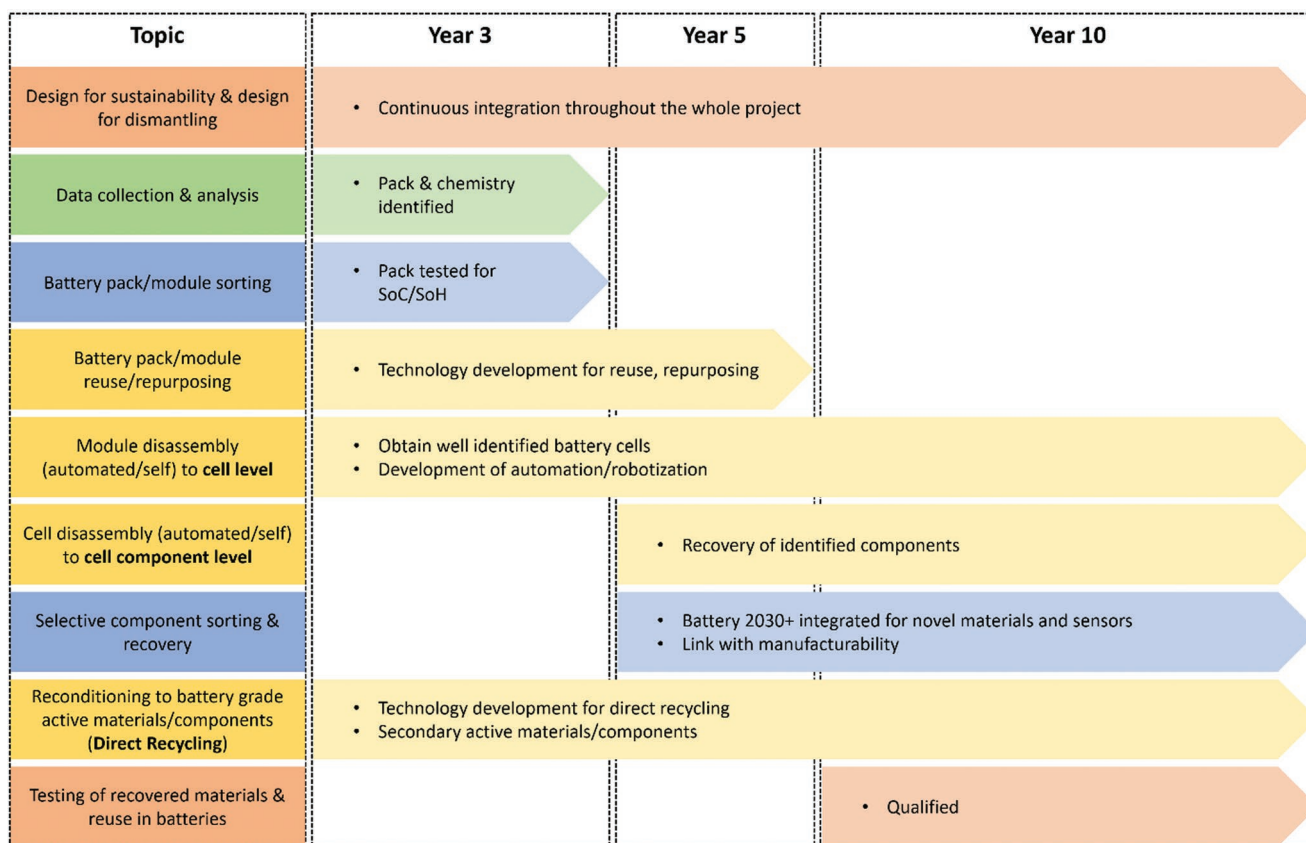 Topic
Year 3
Year 5
Year 10
Design for sustainability & design
for dismantling
• Continuous integration throughout the whole project
Data collection & analysis
• Pack & chemistry
identified
Battery pack/module sorting
• Pack tested for
SoC/SoH
Battery pack/module
reuse/repurposing
• Technology development for reuse, repurposing
Module disassembly
(automated/self) to cell level
• Obtain well identified battery cells
• Development of automation/robotization
Cell disassembly (automated/self)
to cell component level
• Recovery of identified components
Selective component sorting &
recovery
• Battery 2030+ integrated for novel materials and sensors
• Link with manufacturability
Reconditioning to battery grade
active materials/components
(Direct Recycling)
• Technology development for direct recycling
• Secondary active materials/components
Testing of recovered materials &
reuse in batteries
• Qualified